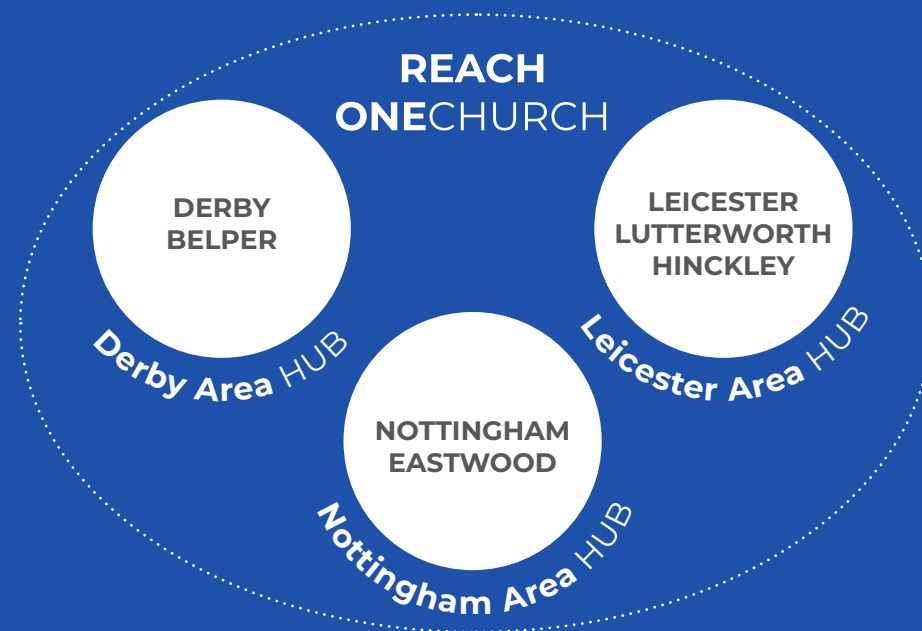 REACH
ONECHURCH
DERBY
BELPER
Derby Area HUB
LEICESTER
LUTTERWORTH
HINCKLEY
Leicester Area HUB
NOTTINGHAM
EASTWOOD
Nottingham Area HUB